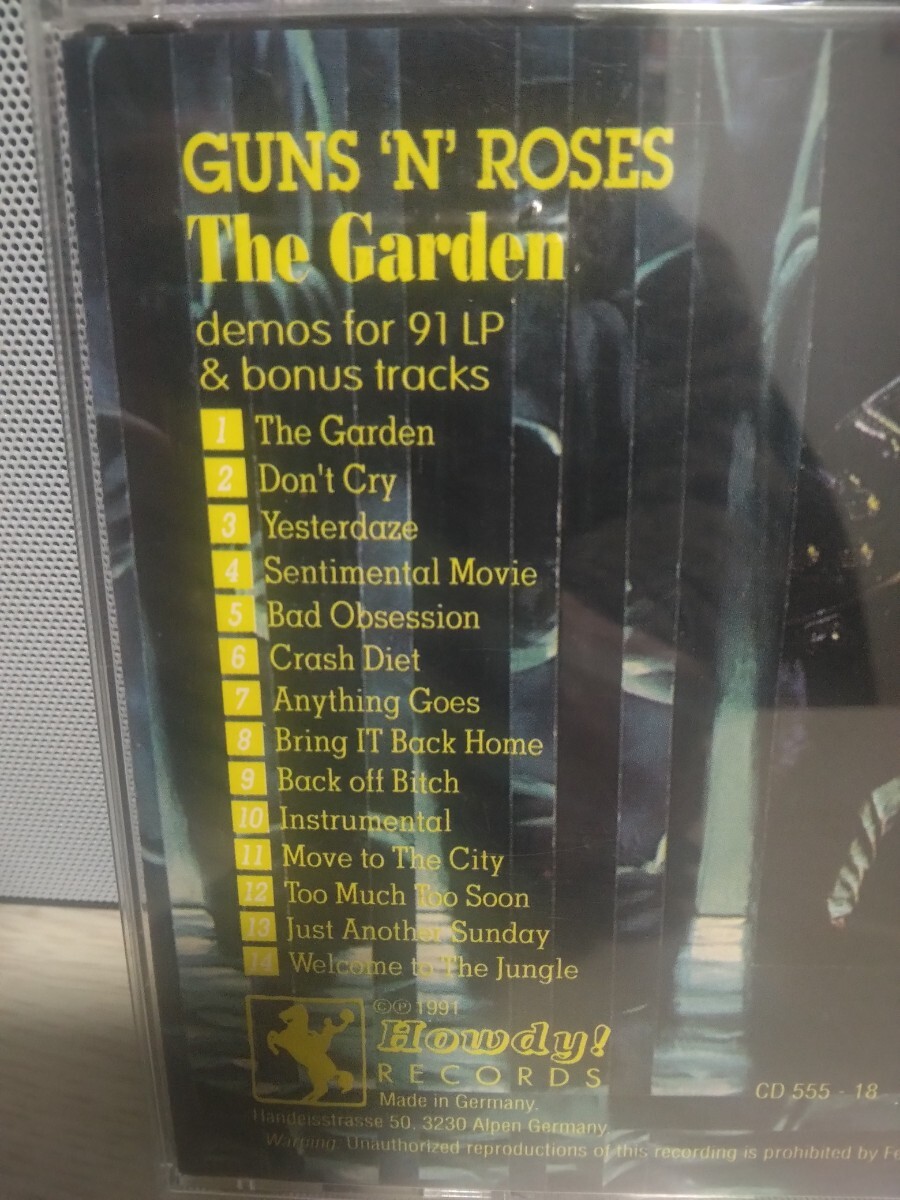 GUNS 'N' ROSES
The Garden
demos for 91 LP
& bonus tracks
1 The Garden
2 Don't Cry
3 Yesterdaze
4 Sentimental Movie
5 Bad Obsession
6 Crash Diet
7 Anything Goes
8 Bring IT Back Home
9 Back off Bitch
10 Instrumental
11 Move to The City
12 Too Much Too Soon
13 Just Another Sunday
14 Welcome to The Jungle
©℗ 1991
Howdy!
RECORDS
Made in Germany.
Handelsstrasse 50, 3230 Alpen Germany
CD 555 - 18
Warning: Unauthorized reproductions of this recording is prohibited by